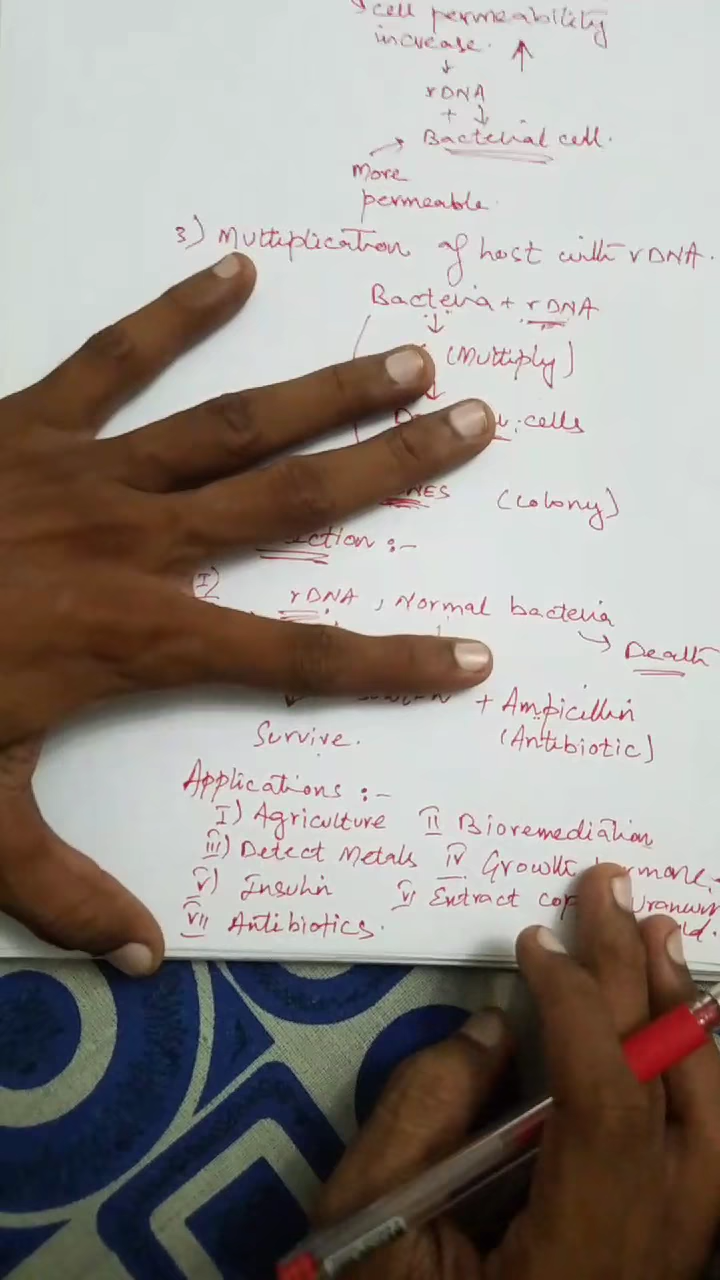 cell permeability
increase. ↑
↓
rDNA
+ ↓
→ Bacterial cell.
More
permeable.
3) Multiplication of host with rDNA.
Bacteria + rDNA
↓
(Multiply)
↓
cells
(colony)
:-
I)
rDNA, Normal bacteria
→ Death
+ Ampicillin
Survive. (Antibiotic)
Applications :-
I) Agriculture II Bioremediation
III) Detect Metals IV Growth
V) Insulin VI Extract
VII Antibiotics.